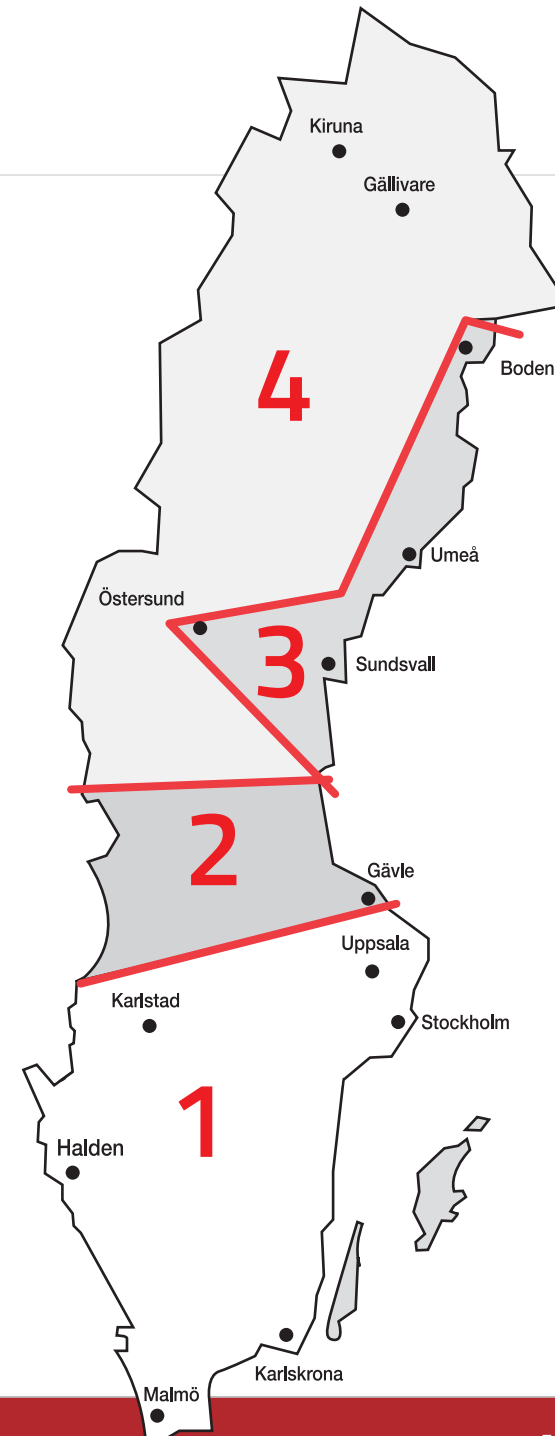 Kiruna
Gällivare
4
Boden
Umeå
Östersund
3
Sundsvall
2
Gävle
Uppsala
Karlstad
Stockholm
1
Halden
Karlskrona
Malmö